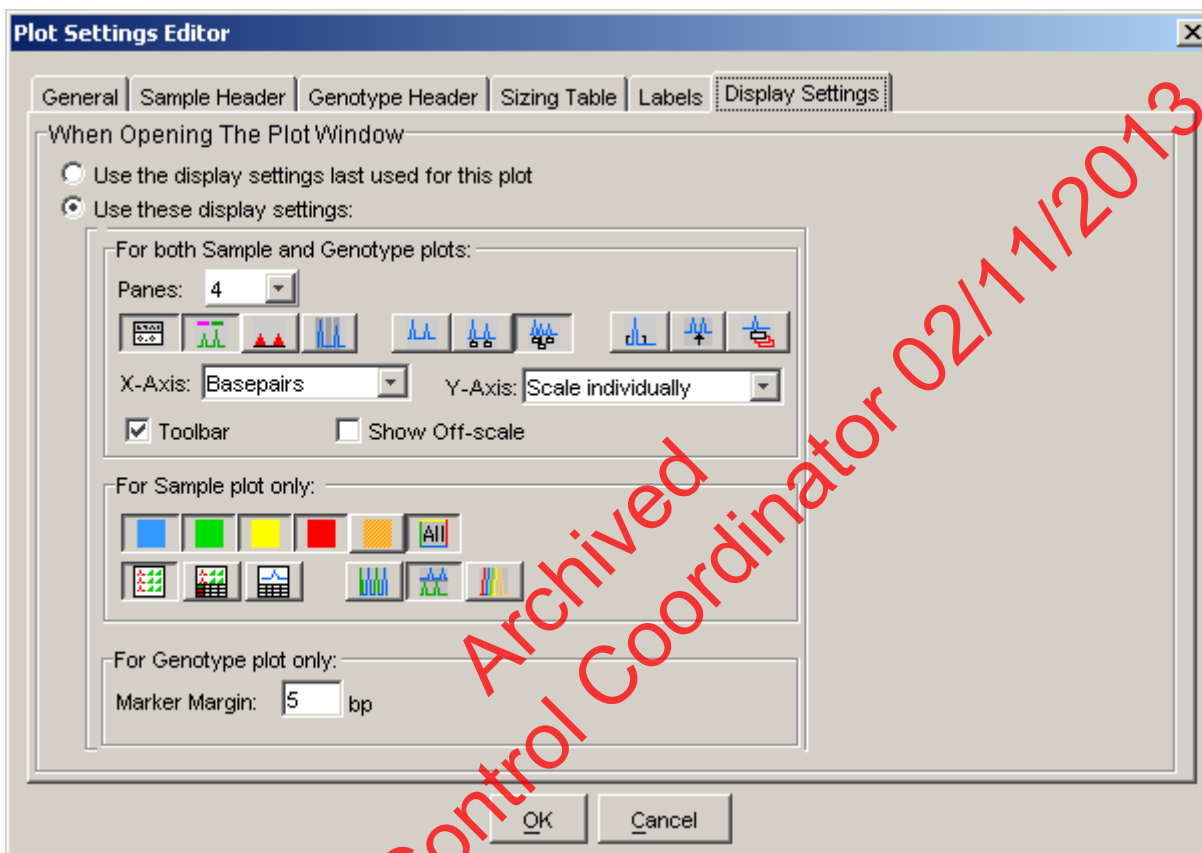 Plot Settings Editor
General Sample Header Genotype Header Sizing Table Labels Display Settings
When Opening The Plot Window
Use the display settings last used for this plot
Use these display settings:
For both Sample and Genotype plots:
Panes: 4
X-Axis: Basepairs Y-Axis: Scale individually
Toolbar Show Off-scale
For Sample plot only:
All
For Genotype plot only:
Marker Margin: 5 bp
OK Cancel
Archived
Control Coordinator 02/11/2013